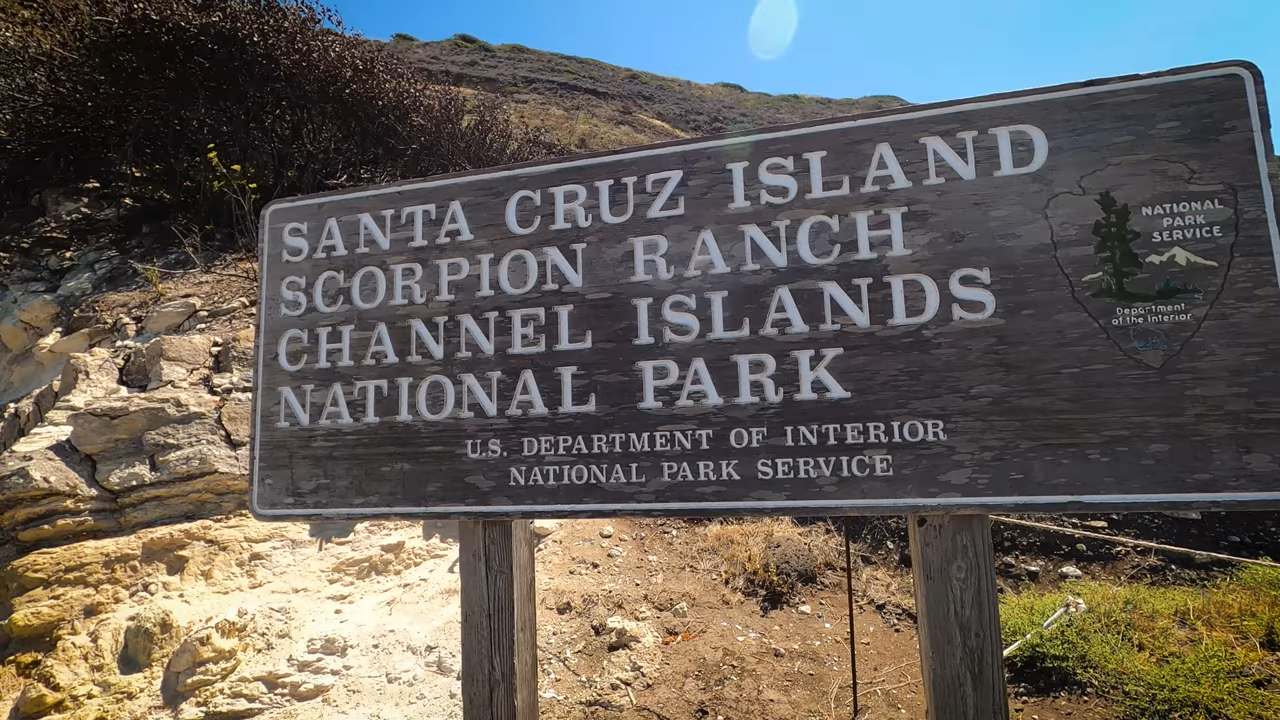 SANTA CRUZ ISLAND
SCORPION RANCH
CHANNEL ISLANDS
NATIONAL PARK
U.S. DEPARTMENT OF INTERIOR
NATIONAL PARK SERVICE
NATIONAL
PARK
SERVICE
Department
of the Interior